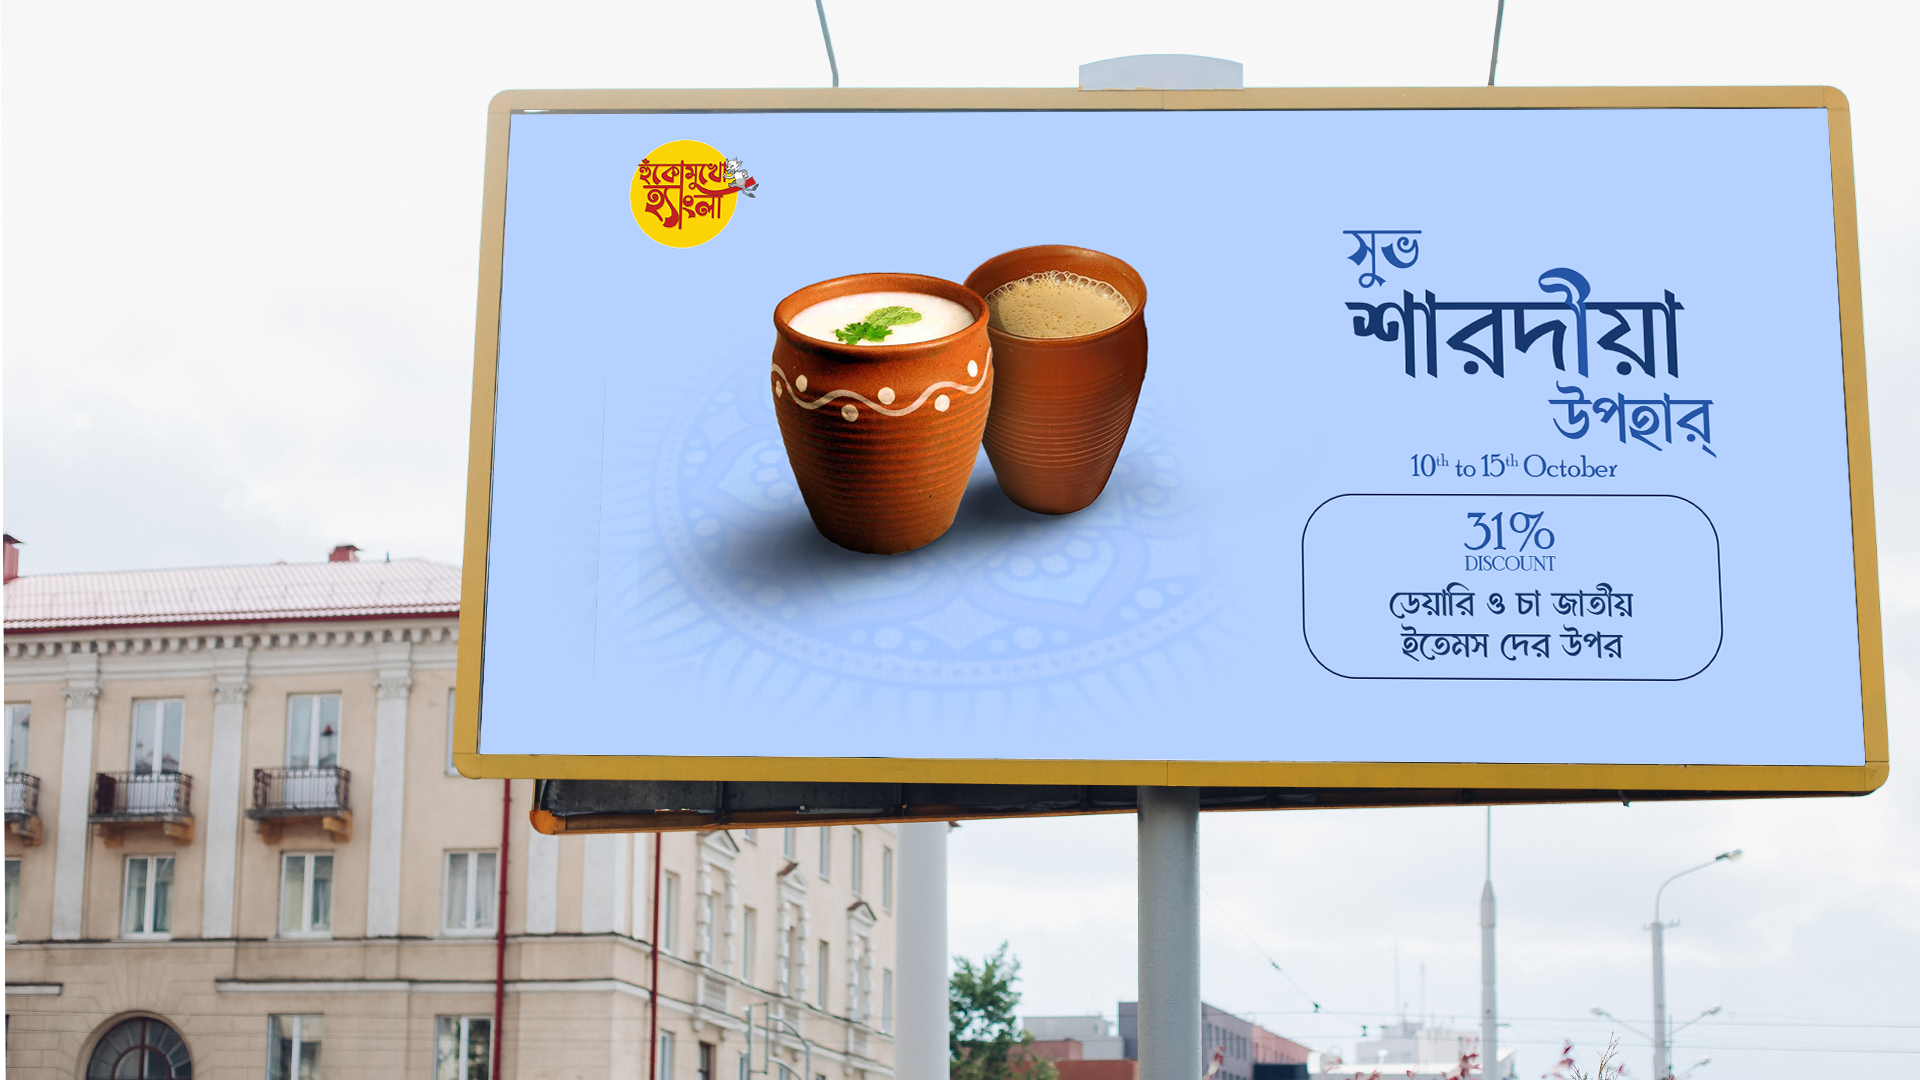 হুঁকোমুখো
হ্যাংলা
সুভ
শারদীয়া
উপহার্
10th to 15th October
31%
DISCOUNT
ডেয়ারি ও চা জাতীয়
ইতেমস দের উপর